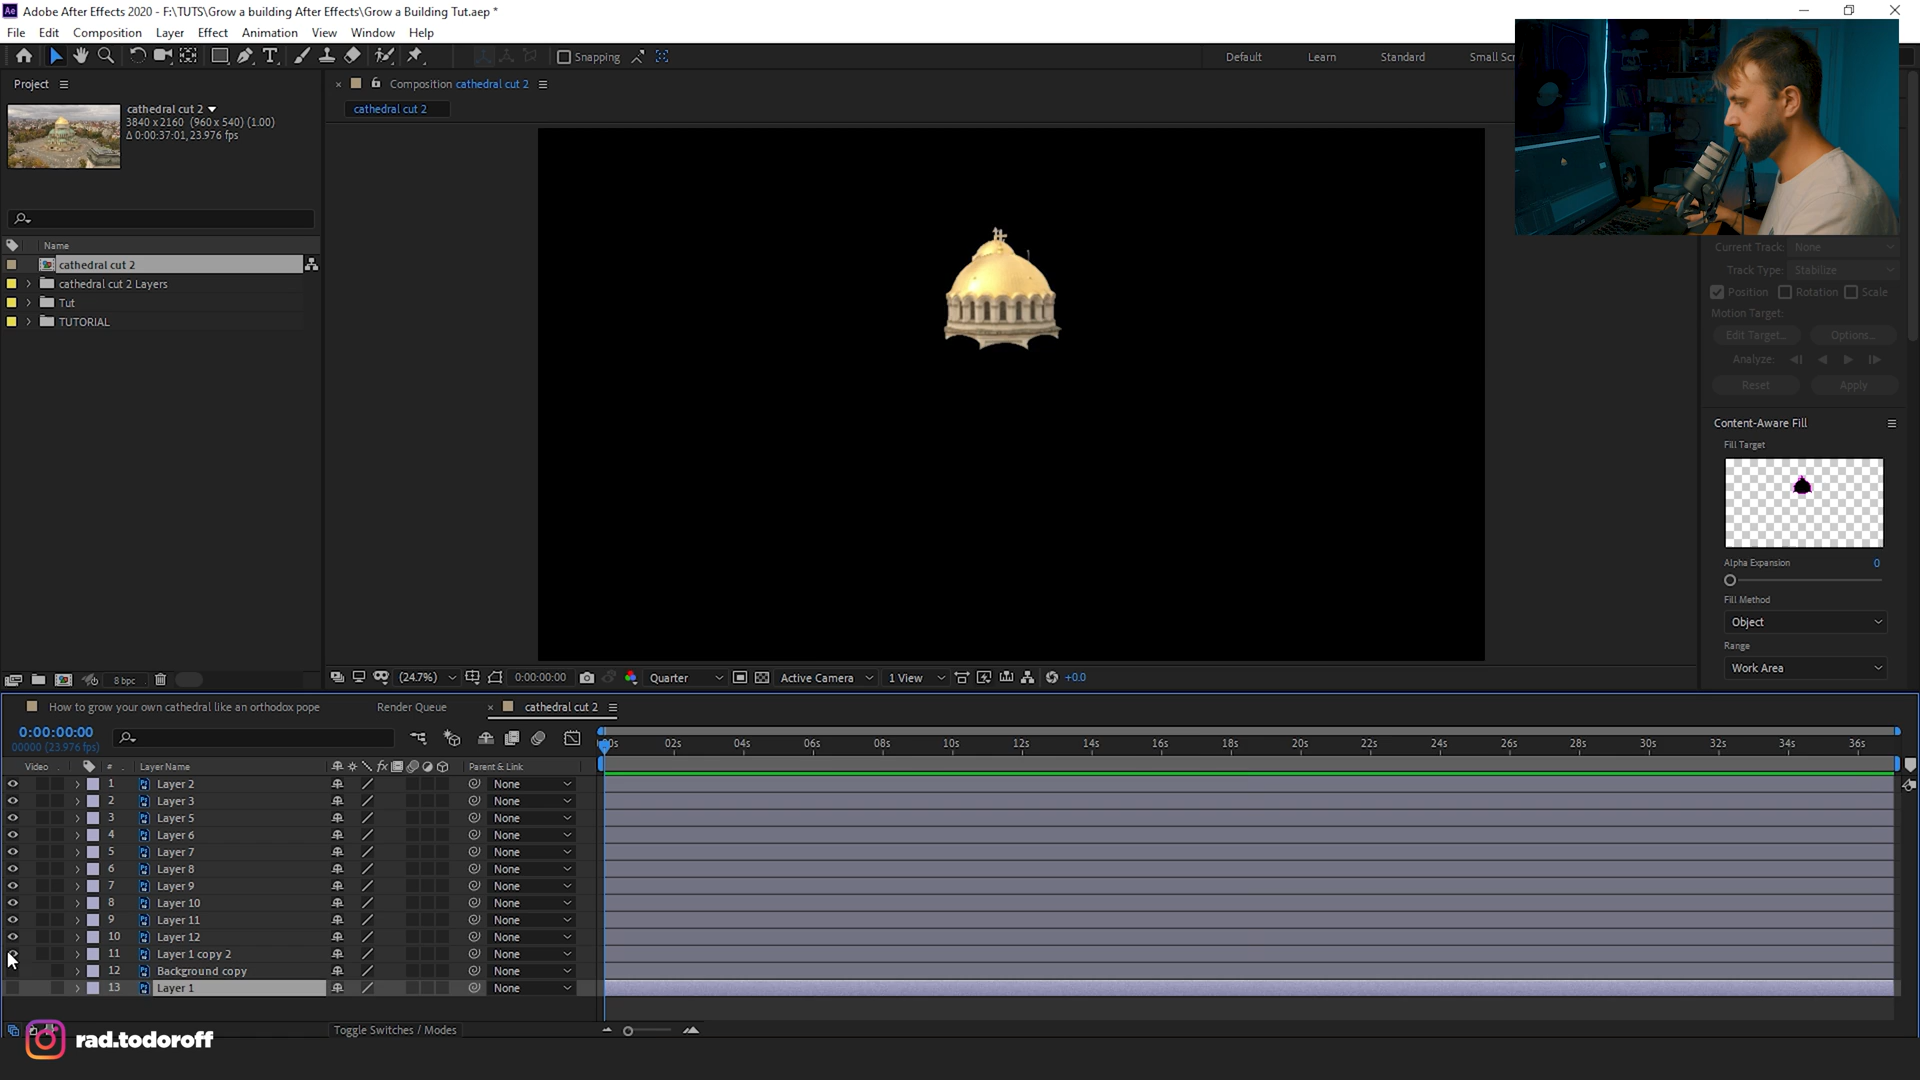 Adobe After Effects 2020 - F:\TUTS\Grow a building After Effects\Grow a Building Tut.aep *
File Edit Composition Layer Effect Animation View Window Help
Snapping Default Learn Standard
Project
Composition cathedral cut 2
cathedral cut 2
cathedral cut 2
3840 x 2160 (960 x 540) (1.00)
Δ 0:00:37:01, 23.976 fps
Name
cathedral cut 2
cathedral cut 2 Layers
Tut
TUTORIAL
Current Track: None
Track Type: Stabilize
Position Rotation Scale
Motion Target:
Edit Target... Options...
Analyze:
Reset Apply
Content-Aware Fill
Fill Target
Alpha Expansion 0
Fill Method
Object
Range
Work Area
8 bpc
(24.7%) 0:00:00:00 Quarter Active Camera 1 View +0.0
How to grow your own cathedral like an orthodox pope Render Queue cathedral cut 2
0:00:00:00
00000 (23.976 fps)
02s 04s 06s 08s 10s 12s 14s 16s 18s 20s 22s 24s 26s 28s 30s 32s 34s 36s
Video # Layer Name fx Parent & Link
1 Layer 2 None
2 Layer 3 None
3 Layer 5 None
4 Layer 6 None
5 Layer 7 None
6 Layer 8 None
7 Layer 9 None
8 Layer 10 None
9 Layer 11 None
10 Layer 12 None
11 Layer 1 copy 2 None
12 Background copy None
13 Layer 1 None
Toggle Switches / Modes
rad.todoroff